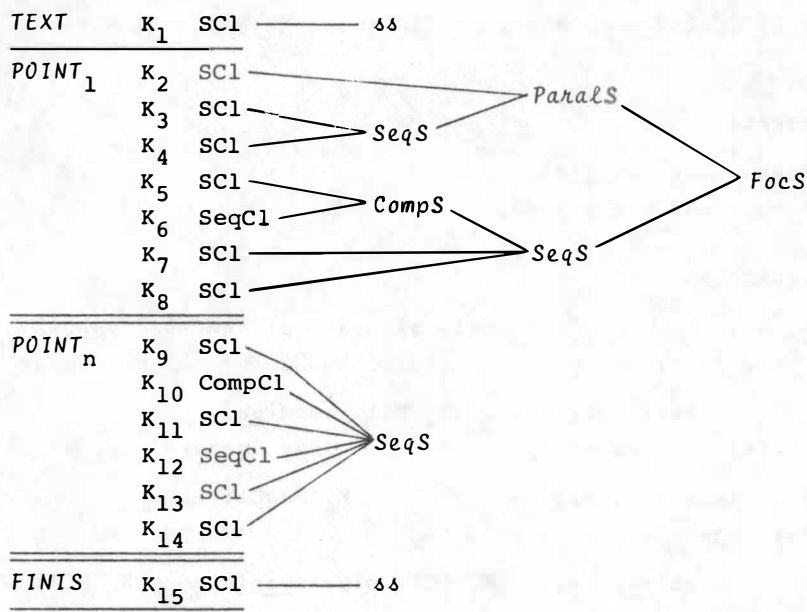 TEXT K₁ SCl ss
POINT₁ K₂ SCl
ParalS
K₃ SCl
SeqS
K₄ SCl
K₅ SCl
FocS
CompS
K₆ SeqCl
K₇ SCl SeqS
K₈ SCl
POINTₙ K₉ SCl
K₁₀ CompCl
K₁₁ SCl
SeqS
K₁₂ SeqCl
K₁₃ SCl
K₁₄ SCl
FINIS K₁₅ SCl ss